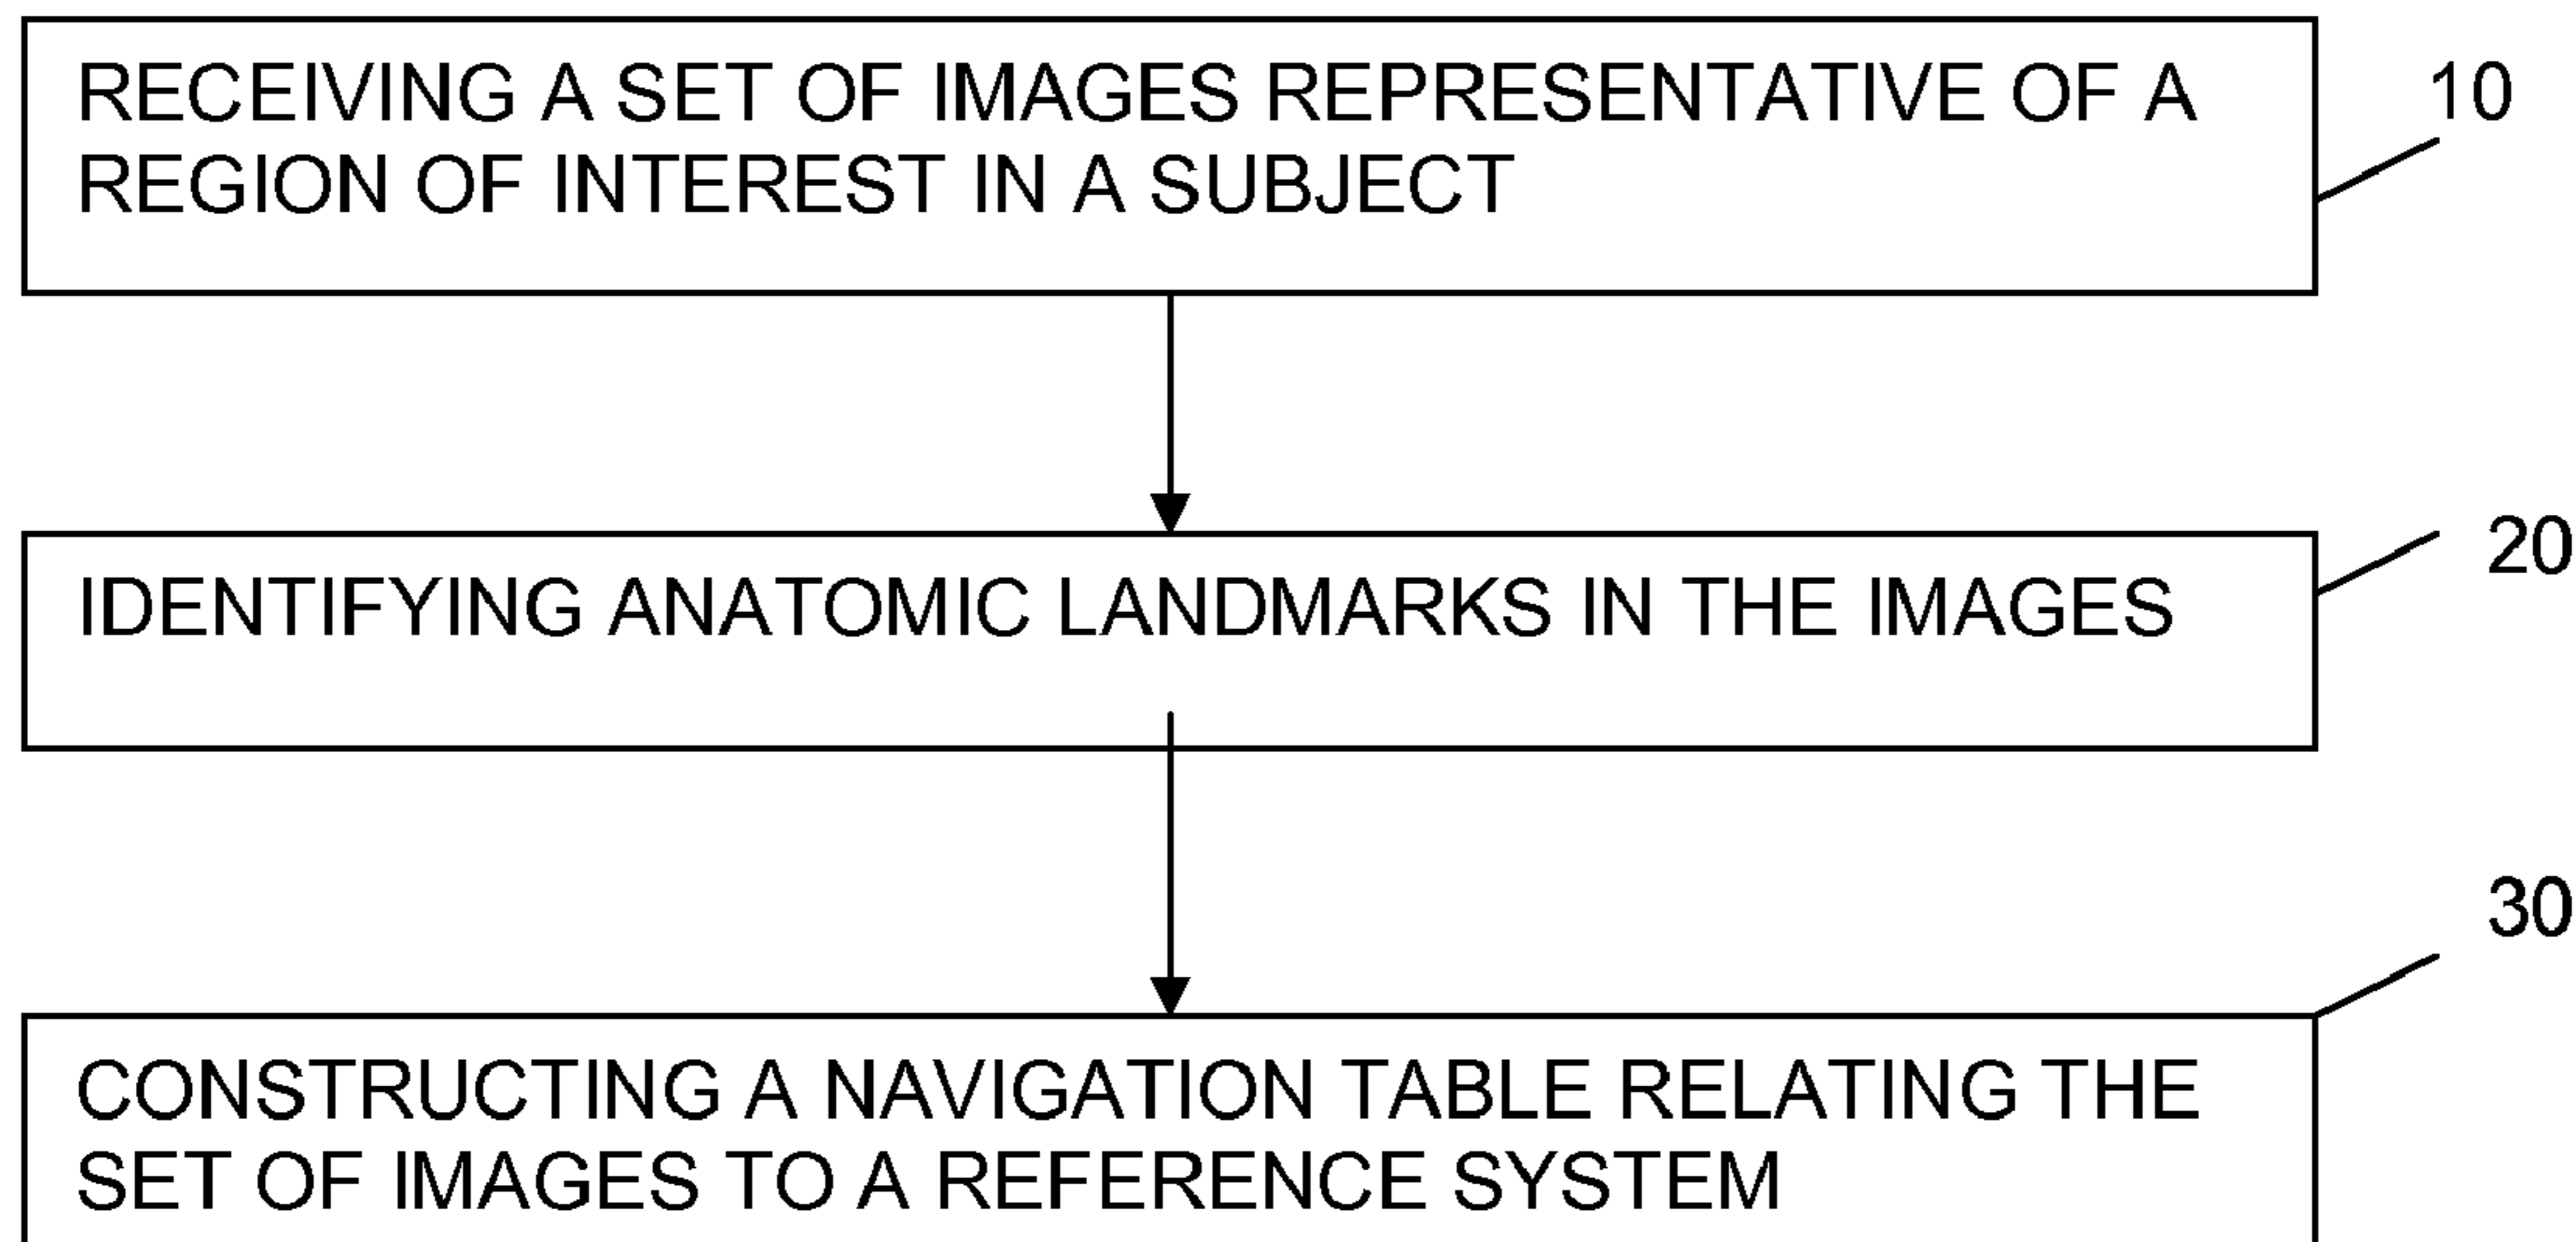 RECEIVING A SET OF IMAGES REPRESENTATIVE OF A
REGION OF INTEREST IN A SUBJECT
10
IDENTIFYING ANATOMIC LANDMARKS IN THE IMAGES
20
30
CONSTRUCTING A NAVIGATION TABLE RELATING THE
SET OF IMAGES TO A REFERENCE SYSTEM